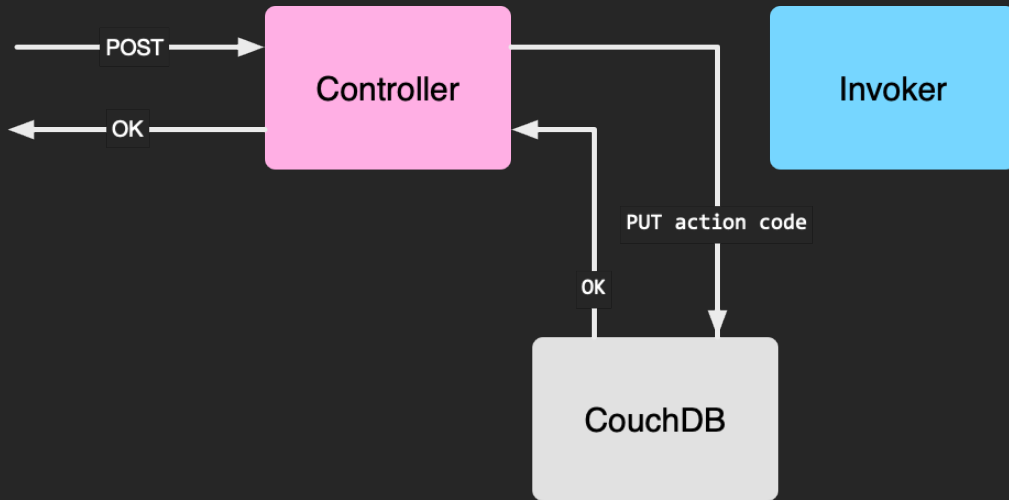 POST
Controller
Invoker
OK
PUT action code
OK
CouchDB